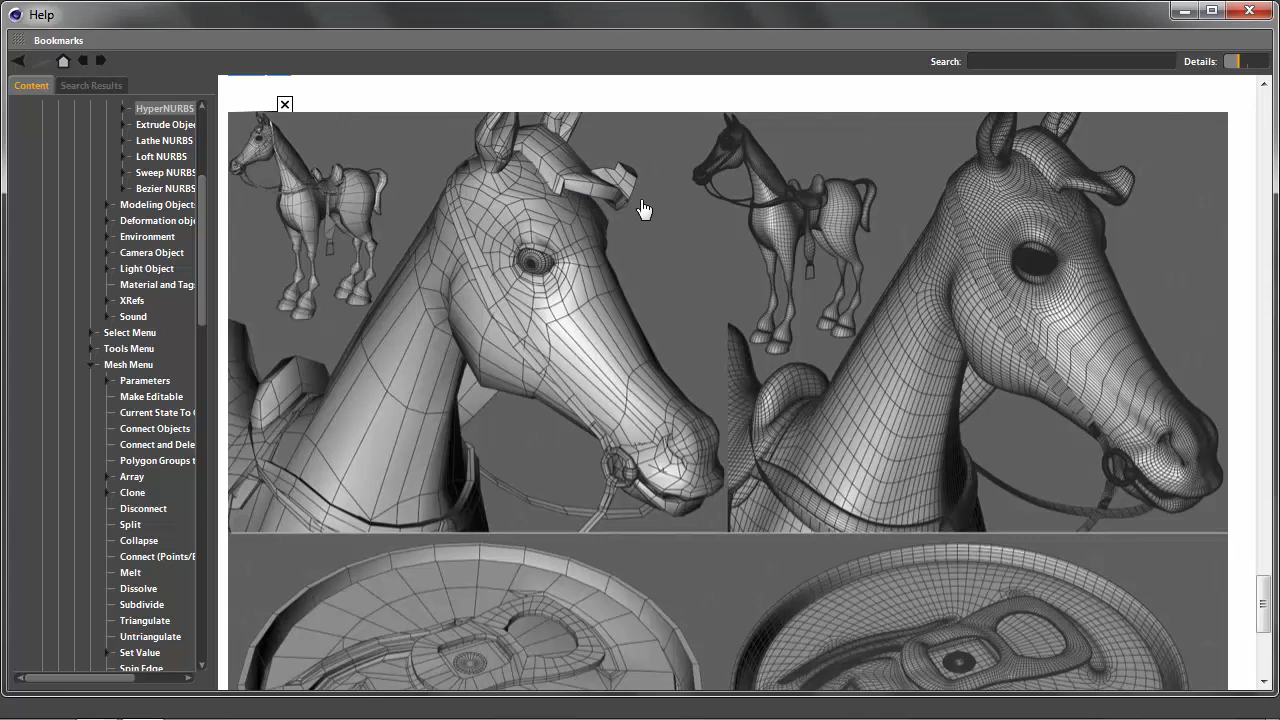 Help
Bookmarks
Search:
Details:
Content
Search Results
HyperNURBS
Extrude Obje
Lathe NURBS
Loft NURBS
Sweep NURBS
Bezier NURBS
Modeling Object
Deformation obj
Environment
Camera Object
Light Object
Material and Tag
XRefs
Sound
Select Menu
Tools Menu
Mesh Menu
Parameters
Make Editable
Current State To
Connect Objects
Connect and Dele
Polygon Groups t
Array
Clone
Disconnect
Split
Collapse
Connect (Points/E
Melt
Dissolve
Subdivide
Triangulate
Untriangulate
Set Value
Spin Edge